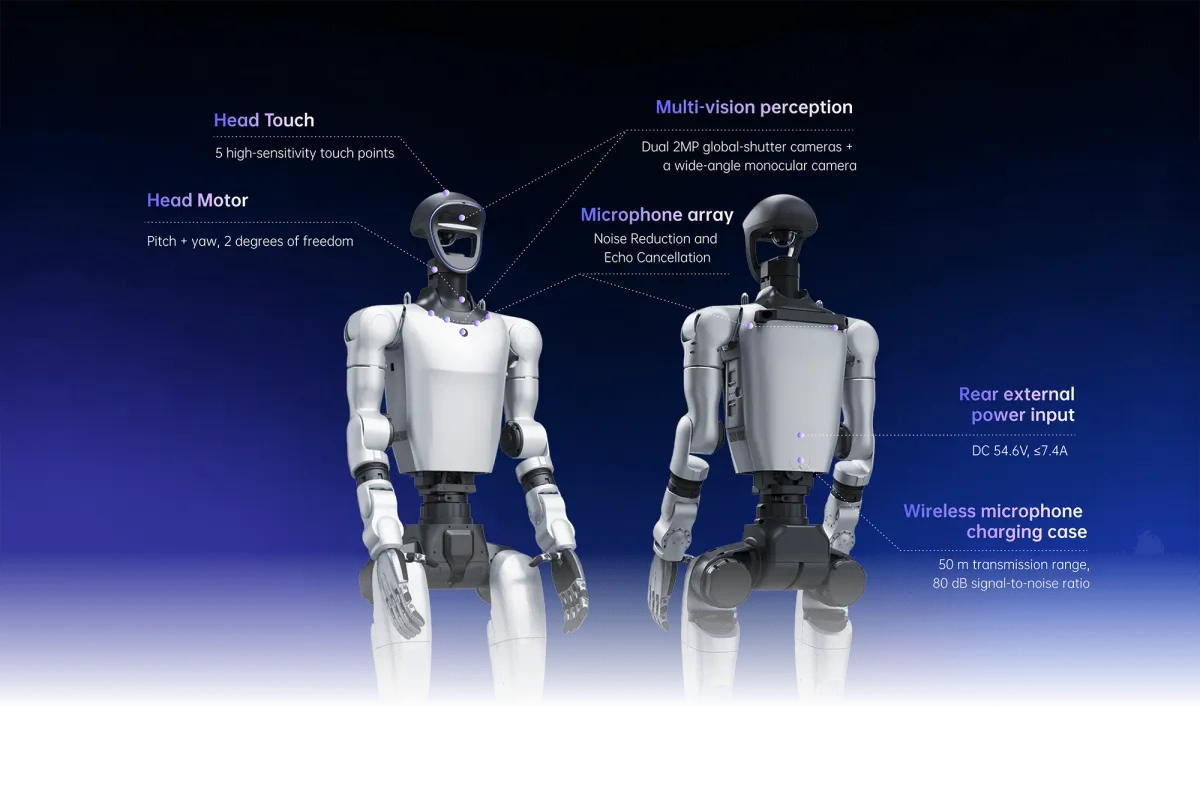 Head Touch
5 high-sensitivity touch points
Head Motor
Pitch + yaw, 2 degrees of freedom
Multi-vision perception
Dual 2MP global-shutter cameras +
a wide-angle monocular camera
Microphone array
Noise Reduction and
Echo Cancellation
Rear external
power input
DC 54.6V, ≤7.4A
Wireless microphone
charging case
50 m transmission range,
80 dB signal-to-noise ratio